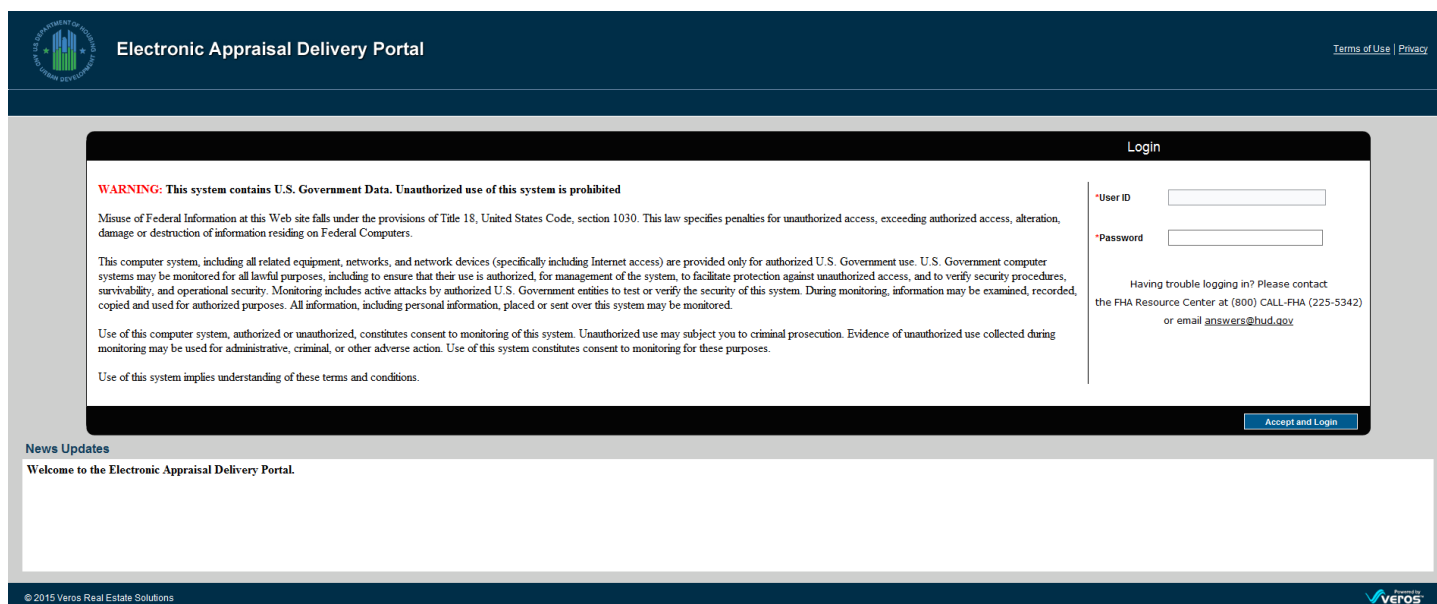 U.S. DEPARTMENT OF HOUSING
AND URBAN DEVELOPMENT
Electronic Appraisal Delivery Portal
Terms of Use | Privacy
Login
WARNING: This system contains U.S. Government Data. Unauthorized use of this system is prohibited
Misuse of Federal Information at this Web site falls under the provisions of Title 18, United States Code, section 1030. This law specifies penalties for unauthorized access, exceeding authorized access, alteration,
damage or destruction of information residing on Federal Computers.
This computer system, including all related equipment, networks, and network devices (specifically including Internet access) are provided only for authorized U.S. Government use. U.S. Government computer
systems may be monitored for all lawful purposes, including to ensure that their use is authorized, for management of the system, to facilitate protection against unauthorized access, and to verify security procedures,
survivability, and operational security. Monitoring includes active attacks by authorized U.S. Government entities to test or verify the security of this system. During monitoring, information may be examined, recorded,
copied and used for authorized purposes. All information, including personal information, placed or sent over this system may be monitored.
Use of this computer system, authorized or unauthorized, constitutes consent to monitoring of this system. Unauthorized use may subject you to criminal prosecution. Evidence of unauthorized use collected during
monitoring may be used for administrative, criminal, or other adverse action. Use of this system constitutes consent to monitoring for these purposes.
Use of this system implies understanding of these terms and conditions.
*User ID
*Password
Having trouble logging in? Please contact
the FHA Resource Center at (800) CALL-FHA (225-5342)
or email answers@hud.gov
Accept and Login
News Updates
Welcome to the Electronic Appraisal Delivery Portal.
© 2015 Veros Real Estate Solutions
Powered by
veros